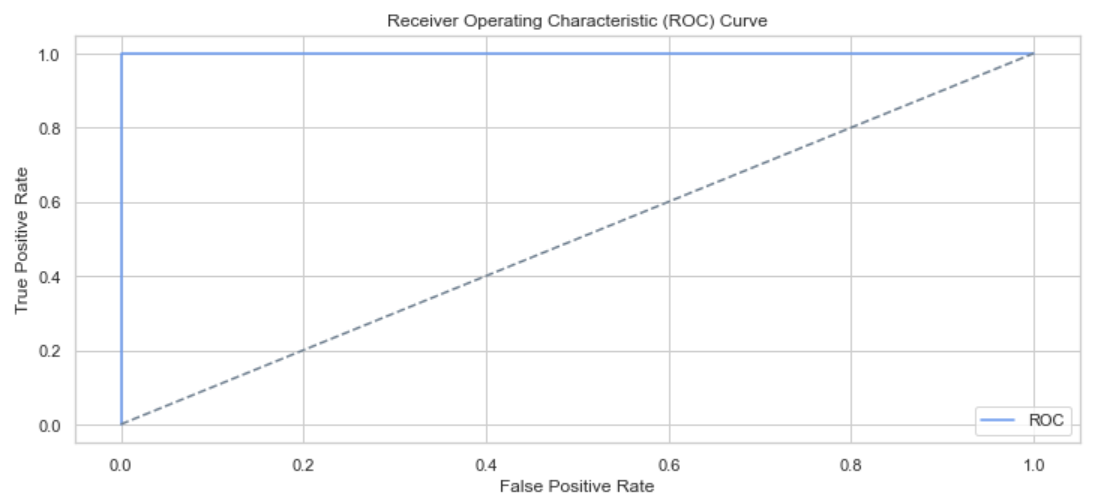 Receiver Operating Characteristic (ROC) Curve
True Positive Rate
1.0
0.8
0.6
0.4
0.2
0.0
ROC
0.0 0.2 0.4 0.6 0.8 1.0
False Positive Rate